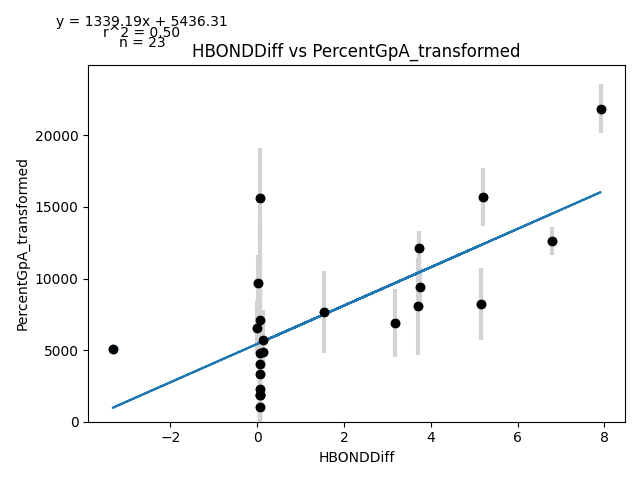 y = 1339.19x + 5436.31
r^2 = 0.50
n = 23
HBONDDiff vs PercentGpA_transformed
PercentGpA_transformed
20000
15000
10000
5000
0
−2
0
2
4
6
8
HBONDDiff